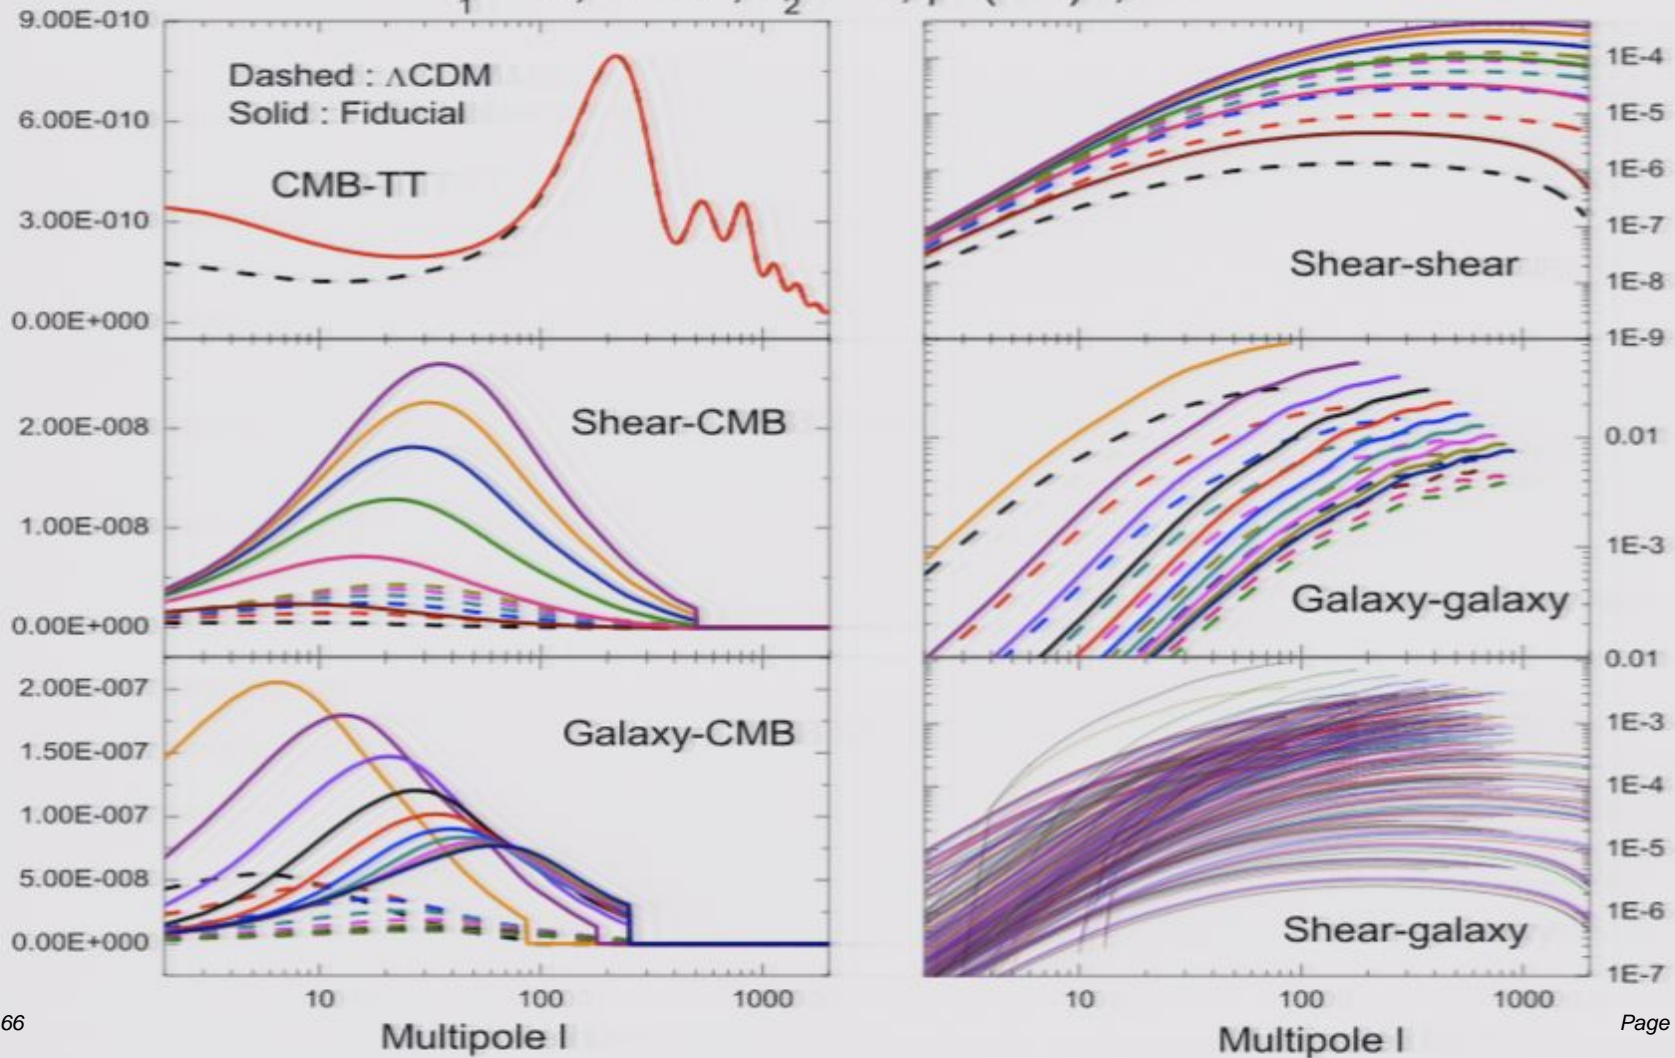 9.00E-010
6.00E-010
3.00E-010
0.00E+000
Dashed : ΛCDM
Solid : Fiducial
CMB-TT
1E-4
1E-5
1E-6
1E-7
1E-8
1E-9
Shear-shear
2.00E-008
1.00E-008
0.00E+000
Shear-CMB
0.01
1E-3
Galaxy-galaxy
2.00E-007
1.50E-007
1.00E-007
5.00E-008
0.00E+000
Galaxy-CMB
10
100
1000
Multipole l
0.01
1E-3
1E-4
1E-5
1E-6
1E-7
Shear-galaxy
10
100
1000
Multipole l
66
Page